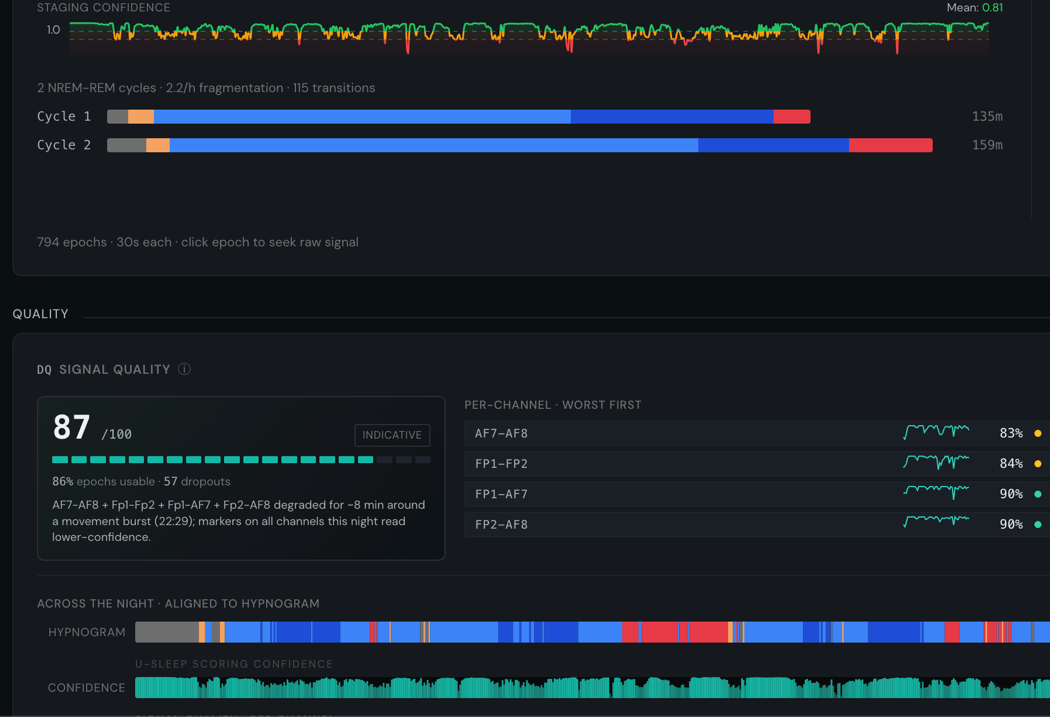 STAGING CONFIDENCE
Mean: 0.81
1.0
2 NREM-REM cycles · 2.2/h fragmentation · 115 transitions
Cycle 1
135m
Cycle 2
159m
794 epochs · 30s each · click epoch to seek raw signal
QUALITY
DQ SIGNAL QUALITY ⓘ
87 /100
INDICATIVE
86% epochs usable · 57 dropouts
AF7-AF8 + Fp1-Fp2 + Fp1-AF7 + Fp2-AF8 degraded for ~8 min around
a movement burst (22:29); markers on all channels this night read
lower-confidence.
PER-CHANNEL · WORST FIRST
AF7-AF8
83%
FP1-FP2
84%
FP1-AF7
90%
FP2-AF8
90%
ACROSS THE NIGHT · ALIGNED TO HYPNOGRAM
HYPNOGRAM
U-SLEEP SCORING CONFIDENCE
CONFIDENCE